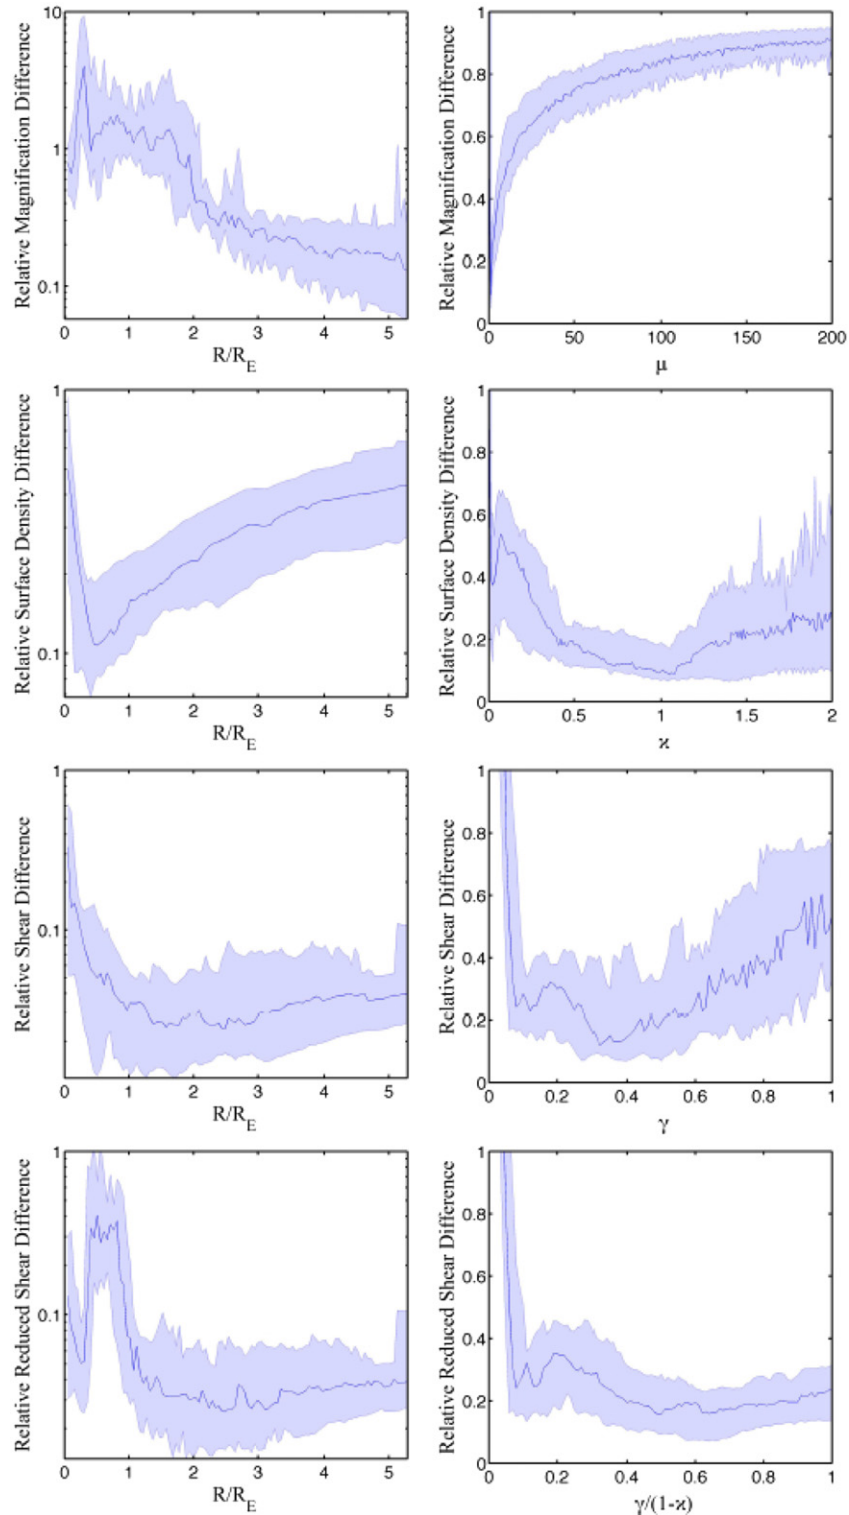 Relative Magnification Difference
10
1
0.1
0 1 2 3 4 5
R/R_E
Relative Magnification Difference
1
0.8
0.6
0.4
0.2
0
0 50 100 150 200
μ
Relative Surface Density Difference
1
0.1
0 1 2 3 4 5
R/R_E
Relative Surface Density Difference
1
0.8
0.6
0.4
0.2
0
0 0.5 1 1.5 2
ϰ
Relative Shear Difference
1
0.1
0 1 2 3 4 5
R/R_E
Relative Shear Difference
1
0.8
0.6
0.4
0.2
0
0 0.2 0.4 0.6 0.8 1
γ
Relative Reduced Shear Difference
1
0.1
0 1 2 3 4 5
R/R_E
Relative Reduced Shear Difference
1
0.8
0.6
0.4
0.2
0
0 0.2 0.4 0.6 0.8 1
γ/(1-ϰ)